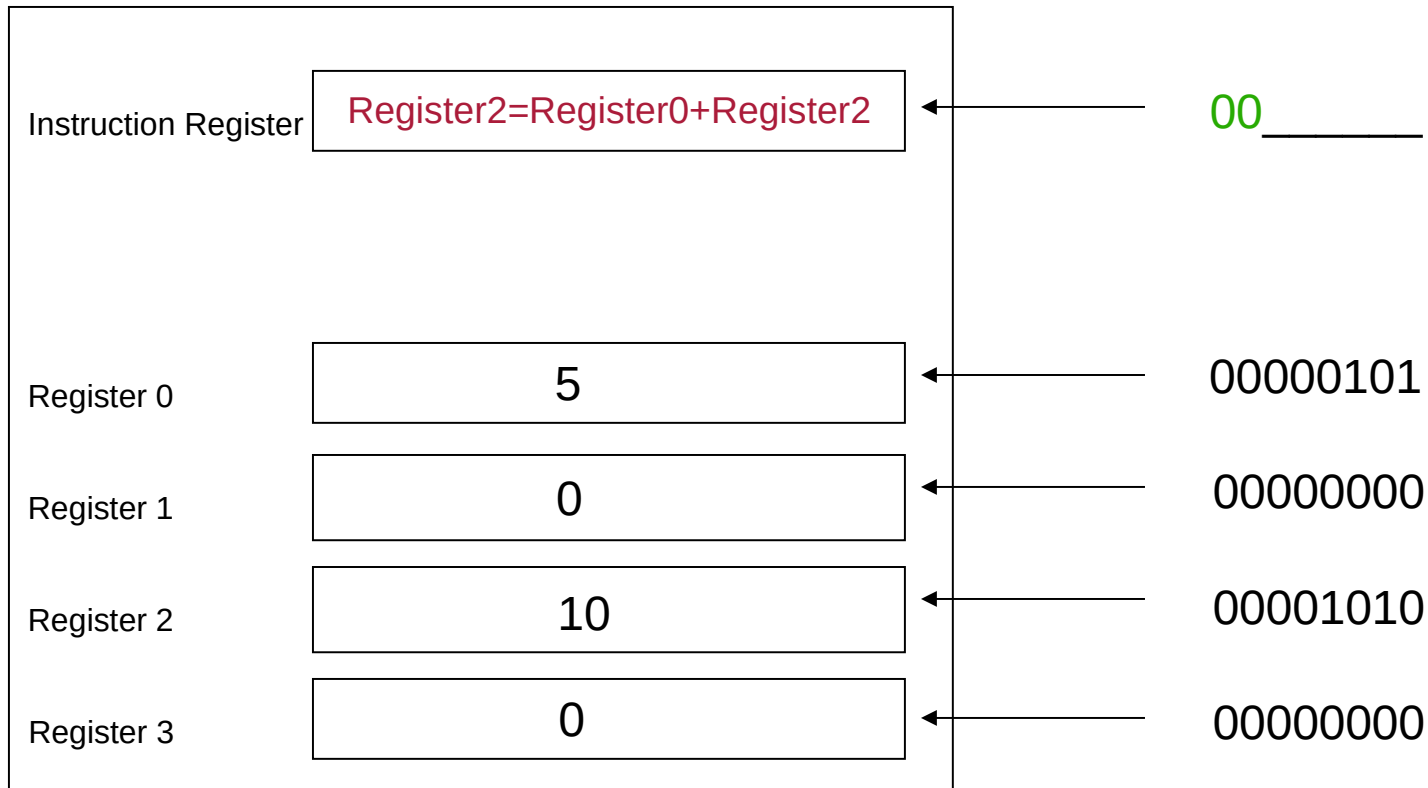 Instruction Register Register2=Register0+Register2 00______
Register 0 5 00000101
Register 1 0 00000000
Register 2 10 00001010
Register 3 0 00000000